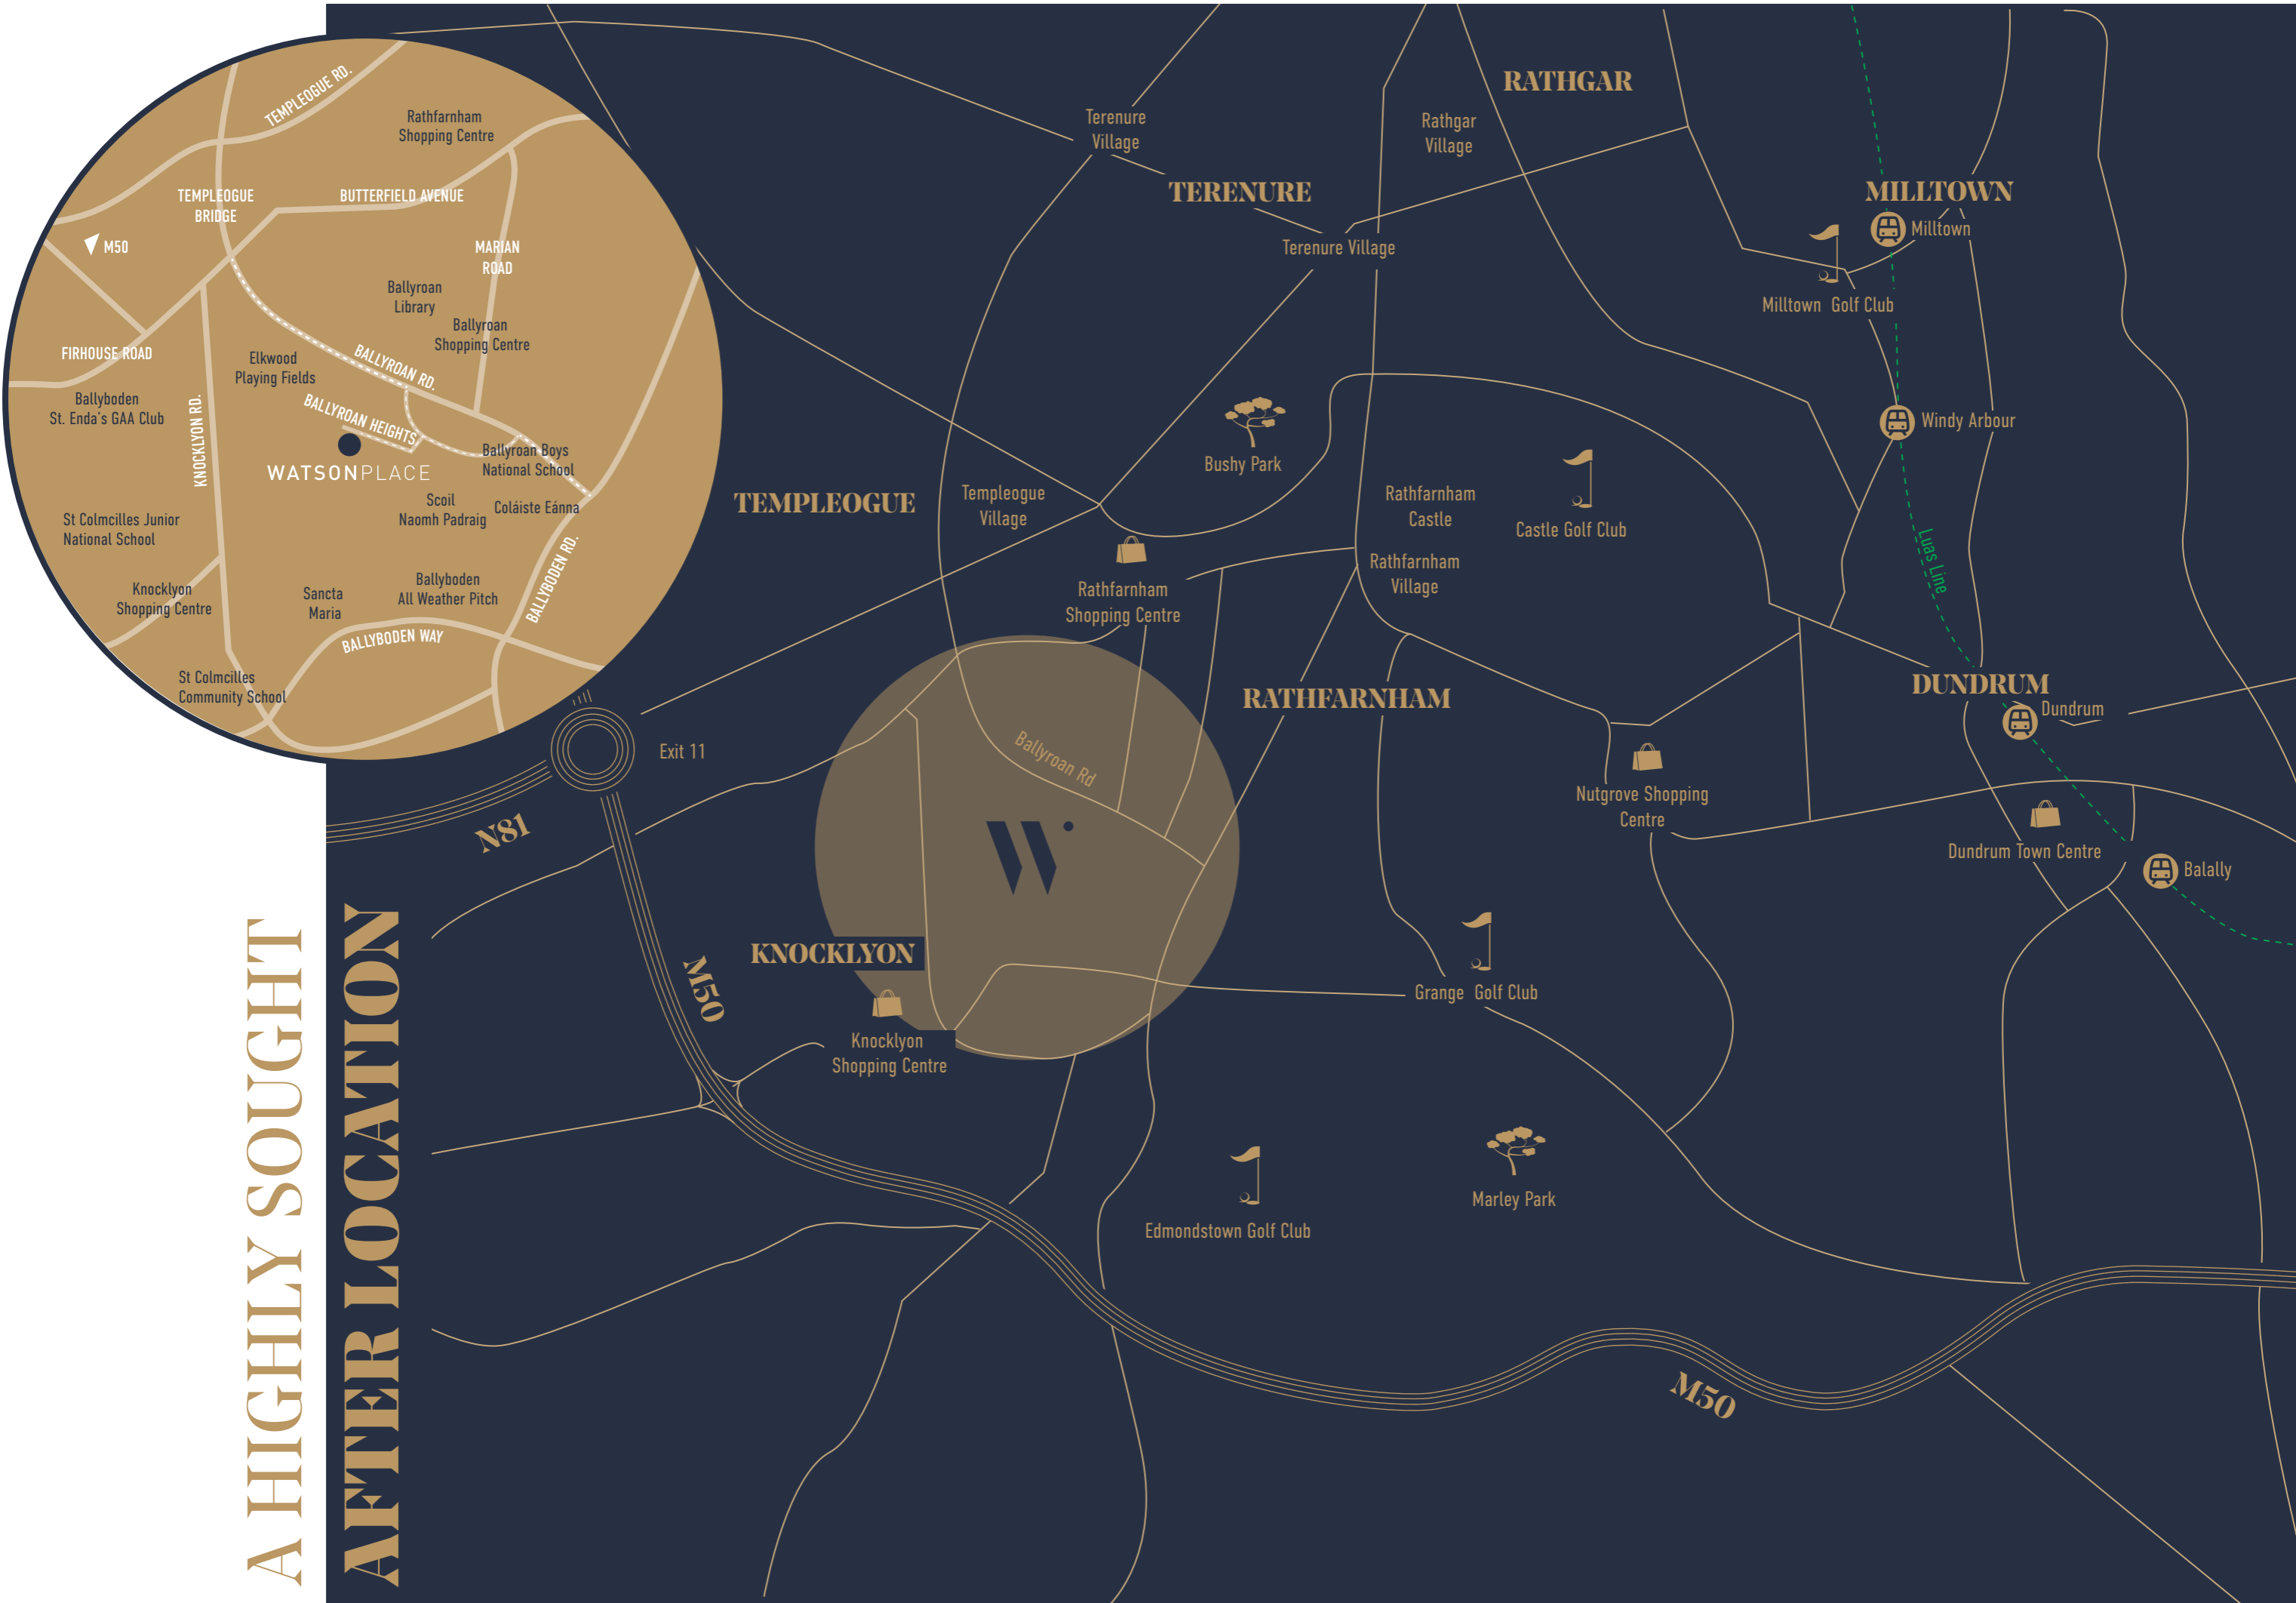 A HIGHLY SOUGHT
AFTER LOCATION
TEMPLEOGUE RD.
Rathfarnham
Shopping Centre
TEMPLEOGUE
BRIDGE
BUTTERFIELD AVENUE
M50
MARIAN
ROAD
Ballyroan
Library
Ballyroan
Shopping Centre
FIRHOUSE ROAD
Elkwood
Playing Fields
BALLYROAN RD.
Ballyboden
St. Enda's GAA Club
KNOCKLYON RD.
BALLYROAN HEIGHTS
WATSONPLACE
Ballyroan Boys
National School
Scoil
Naomh Padraig
Coláiste Eánna
St Colmcilles Junior
National School
Knocklyon
Shopping Centre
Sancta
Maria
Ballyboden
All Weather Pitch
BALLYBODEN RD.
BALLYBODEN WAY
St Colmcilles
Community School
RATHGAR
Terenure
Village
Rathgar
Village
TERENURE
MILLTOWN
Milltown
Terenure Village
Milltown Golf Club
Windy Arbour
Bushy Park
TEMPLEOGUE
Templeogue
Village
Rathfarnham
Castle
Castle Golf Club
Luas Line
Rathfarnham
Village
Rathfarnham
Shopping Centre
RATHFARNHAM
DUNDRUM
Dundrum
Exit 11
Ballyroan Rd
Nutgrove Shopping
Centre
N81
W
Dundrum Town Centre
Balally
KNOCKLYON
M50
Grange Golf Club
Knocklyon
Shopping Centre
Marley Park
Edmondstown Golf Club
M50